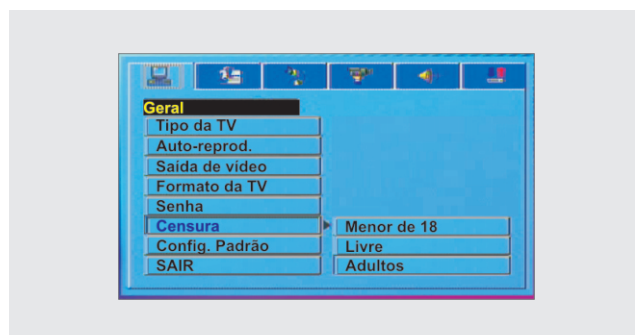 Geral
Tipo da TV
Auto-reprod.
Saída de vídeo
Formato da TV
Senha
Censura
Config. Padrão
SAIR
Menor de 18
Livre
Adultos